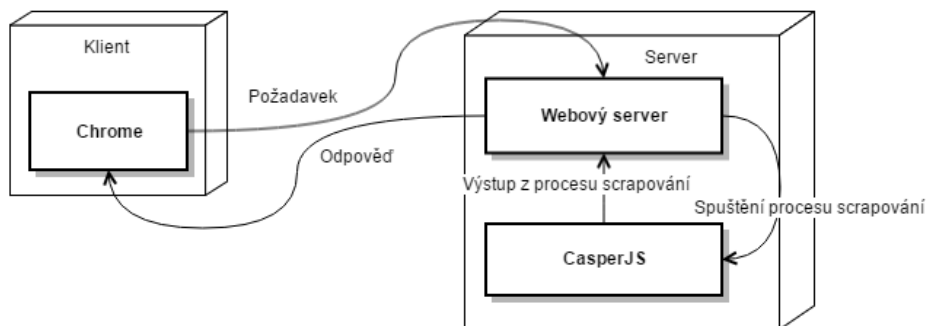 Klient
Server
Chrome
Požadavek
Webový server
Odpověď
Výstup z procesu scrapování
Spuštění procesu scrapování
CasperJS